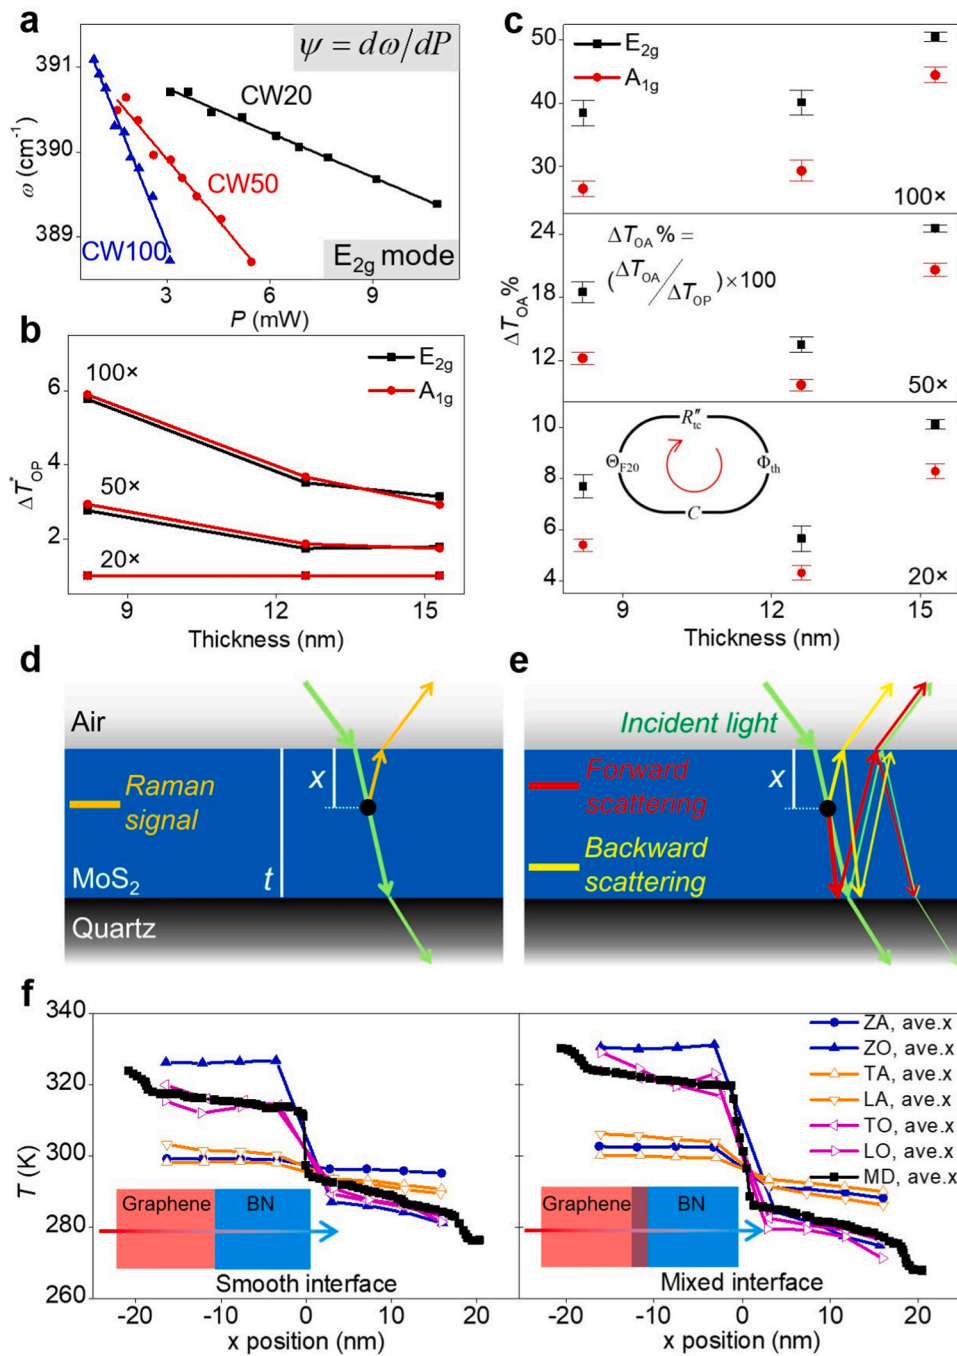 a
ψ = dω/dP
391
390
389
ω (cm⁻¹)
CW20
CW50
CW100
E₂g mode
3
6
9
P (mW)
b
E₂g
A₁g
100×
50×
20×
6
4
2
ΔT*OP
9
12
15
Thickness (nm)
c
E₂g
A₁g
50
40
30
100×
24
18
12
ΔT_OA% =
(ΔT_OA/ΔT_OP)×100
50×
ΔT_OA%
10
8
6
4
R″tc
Θ_F20
Φth
C
20×
9
12
15
Thickness (nm)
d
Air
x
Raman
signal
t
MoS₂
Quartz
e
Incident light
x
Forward
scattering
Backward
scattering
f
340
320
300
280
260
T (K)
Graphene
BN
Smooth interface
-20
-10
0
10
20
x position (nm)
ZA, ave.x
ZO, ave.x
TA, ave.x
LA, ave.x
TO, ave.x
LO, ave.x
MD, ave.x
Graphene
BN
Mixed interface
-20
-10
0
10
20
x position (nm)